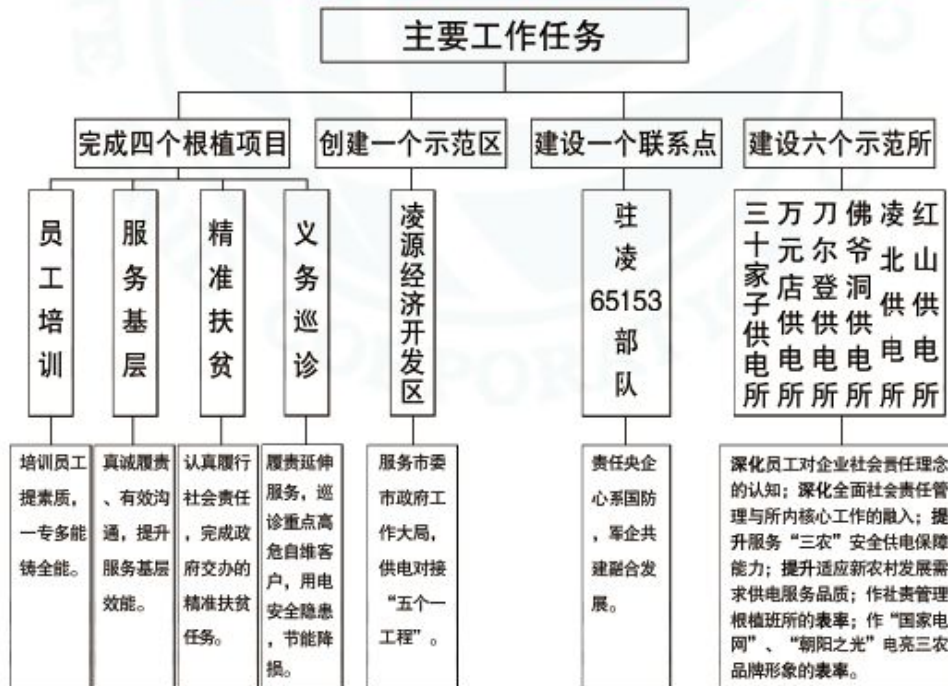 主要工作任务
完成四个根植项目
创建一个示范区
建设一个联系点
建设六个示范所
员工培训
服务基层
精准扶贫
义务巡诊
凌源经济开发区
驻凌
65153
部队
三十家子供电所
万元店供电所
刀尔登供电所
佛爷洞供电所
凌北供电所
红山供电所
培训员工
提素质，
一专多能
铸全能。
真诚履责
、有效沟
通，提升
服务基层
效能。
认真履行
社会责任
，完成政
府交办的
精准扶贫
任务。
履责延伸
服务，巡
诊重点高
危自维客
户，用电
安全隐患
，节能降
损。
服务市委
市政府工
作大局，
供电对接
“五个一
工程”。
责任央企
心系国防
，军企共
建融合发
展。
深化员工对企业社会责任理念
的认知；深化全面社会责任管
理与所内核心工作的融入；提
升服务“三农”安全供电保障
能力；提升适应新农村发展需
求供电服务品质；作社责管理
根植班所的表率；作“国家电
网”、“朝阳之光”电亮三农
品牌形象的表率。